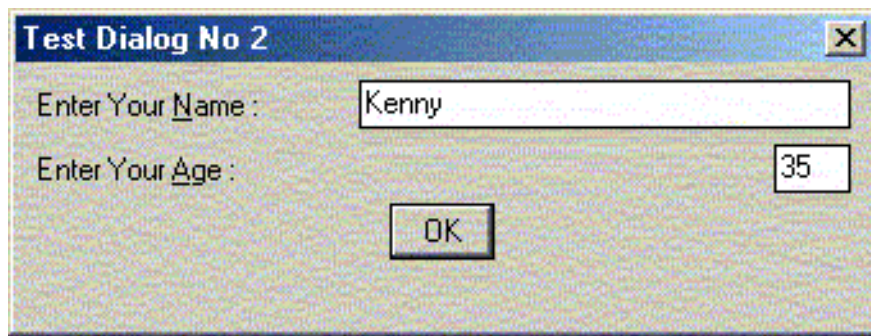 Test Dialog No 2
Enter Your Name : Kenny
Enter Your Age : 35
OK